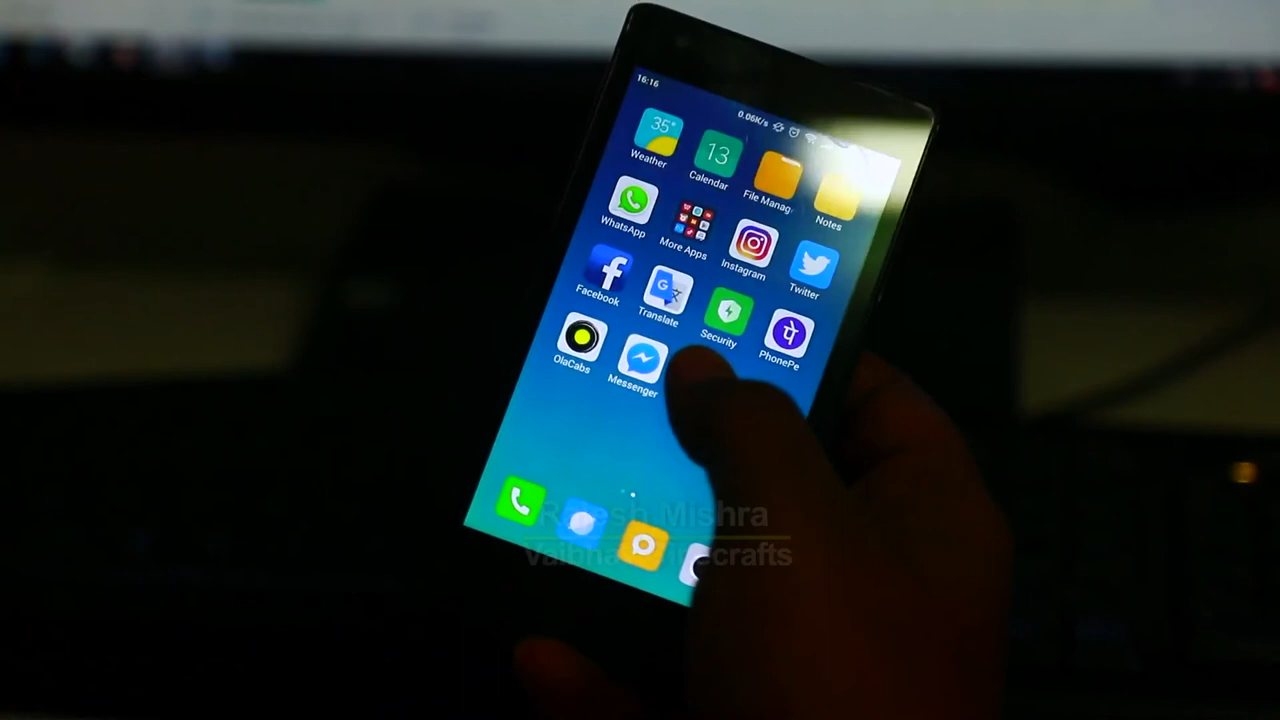 16:16
0.06K/s
35°
Weather
13
Calendar
File Manag
Notes
WhatsApp
More Apps
Instagram
Twitter
Facebook
G
Translate
Security
पे
PhonePe
OlaCabs
Messenger
Mishra